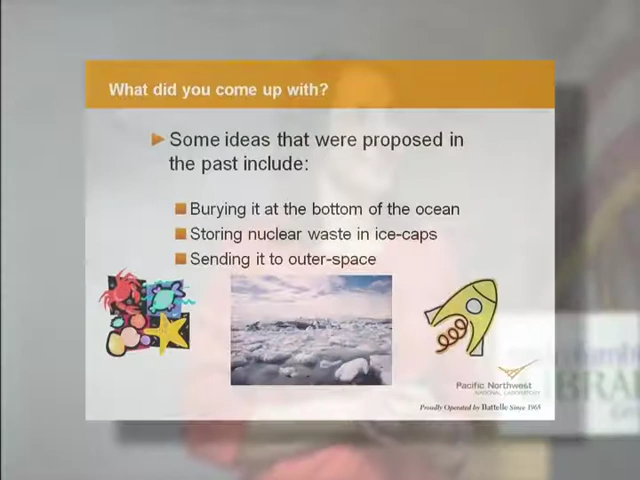 What did you come up with?
Some ideas that were proposed in
the past include:
Burying it at the bottom of the ocean
Storing nuclear waste in ice-caps
Sending it to outer-space
Pacific Northwest
NATIONAL LABORATORY
Proudly Operated by Battelle Since 1965